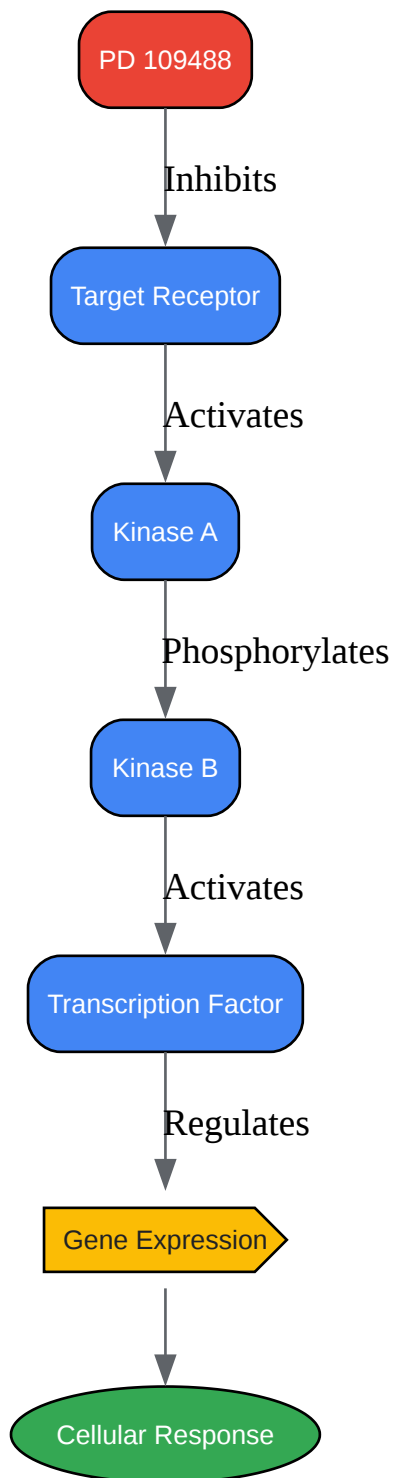 PD 109488
Inhibits
Target Receptor
Activates
Kinase A
Phosphorylates
Kinase B
Activates
Transcription Factor
Regulates
Gene Expression
Cellular Response